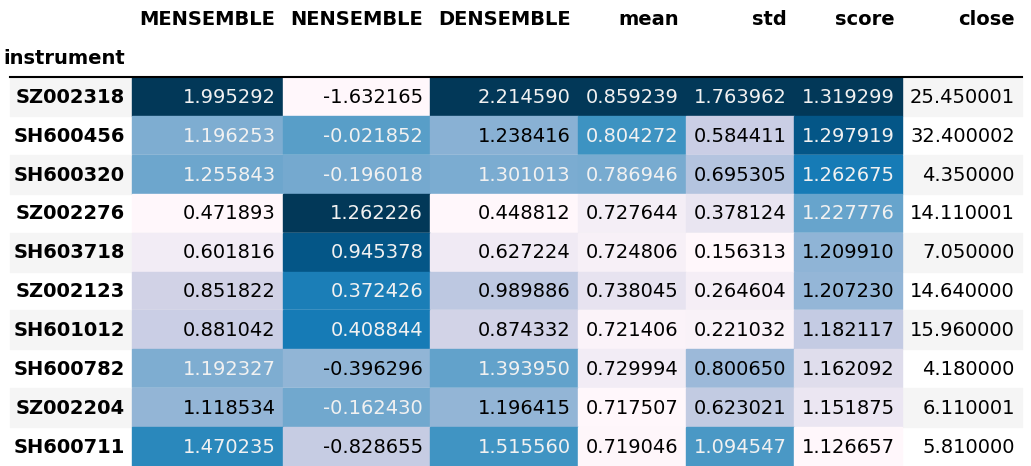 MENSEMBLE NENSEMBLE DENSEMBLE mean std score close
instrument
SZ002318 1.995292 -1.632165 2.214590 0.859239 1.763962 1.319299 25.450001
SH600456 1.196253 -0.021852 1.238416 0.804272 0.584411 1.297919 32.400002
SH600320 1.255843 -0.196018 1.301013 0.786946 0.695305 1.262675 4.350000
SZ002276 0.471893 1.262226 0.448812 0.727644 0.378124 1.227776 14.110001
SH603718 0.601816 0.945378 0.627224 0.724806 0.156313 1.209910 7.050000
SZ002123 0.851822 0.372426 0.989886 0.738045 0.264604 1.207230 14.640000
SH601012 0.881042 0.408844 0.874332 0.721406 0.221032 1.182117 15.960000
SH600782 1.192327 -0.396296 1.393950 0.729994 0.800650 1.162092 4.180000
SZ002204 1.118534 -0.162430 1.196415 0.717507 0.623021 1.151875 6.110001
SH600711 1.470235 -0.828655 1.515560 0.719046 1.094547 1.126657 5.810000